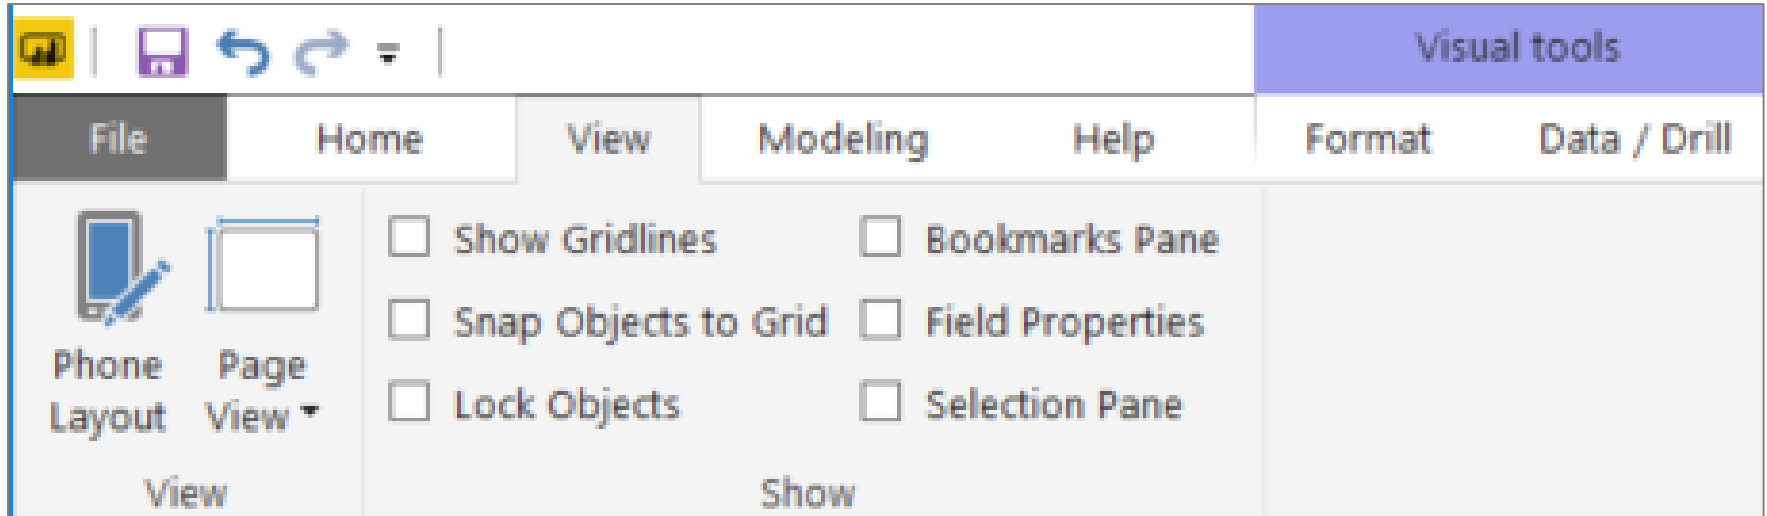 Visual tools
File Home View Modeling Help Format Data / Drill
Show Gridlines Bookmarks Pane
Snap Objects to Grid Field Properties
Phone Page
Layout View Lock Objects Selection Pane
View Show